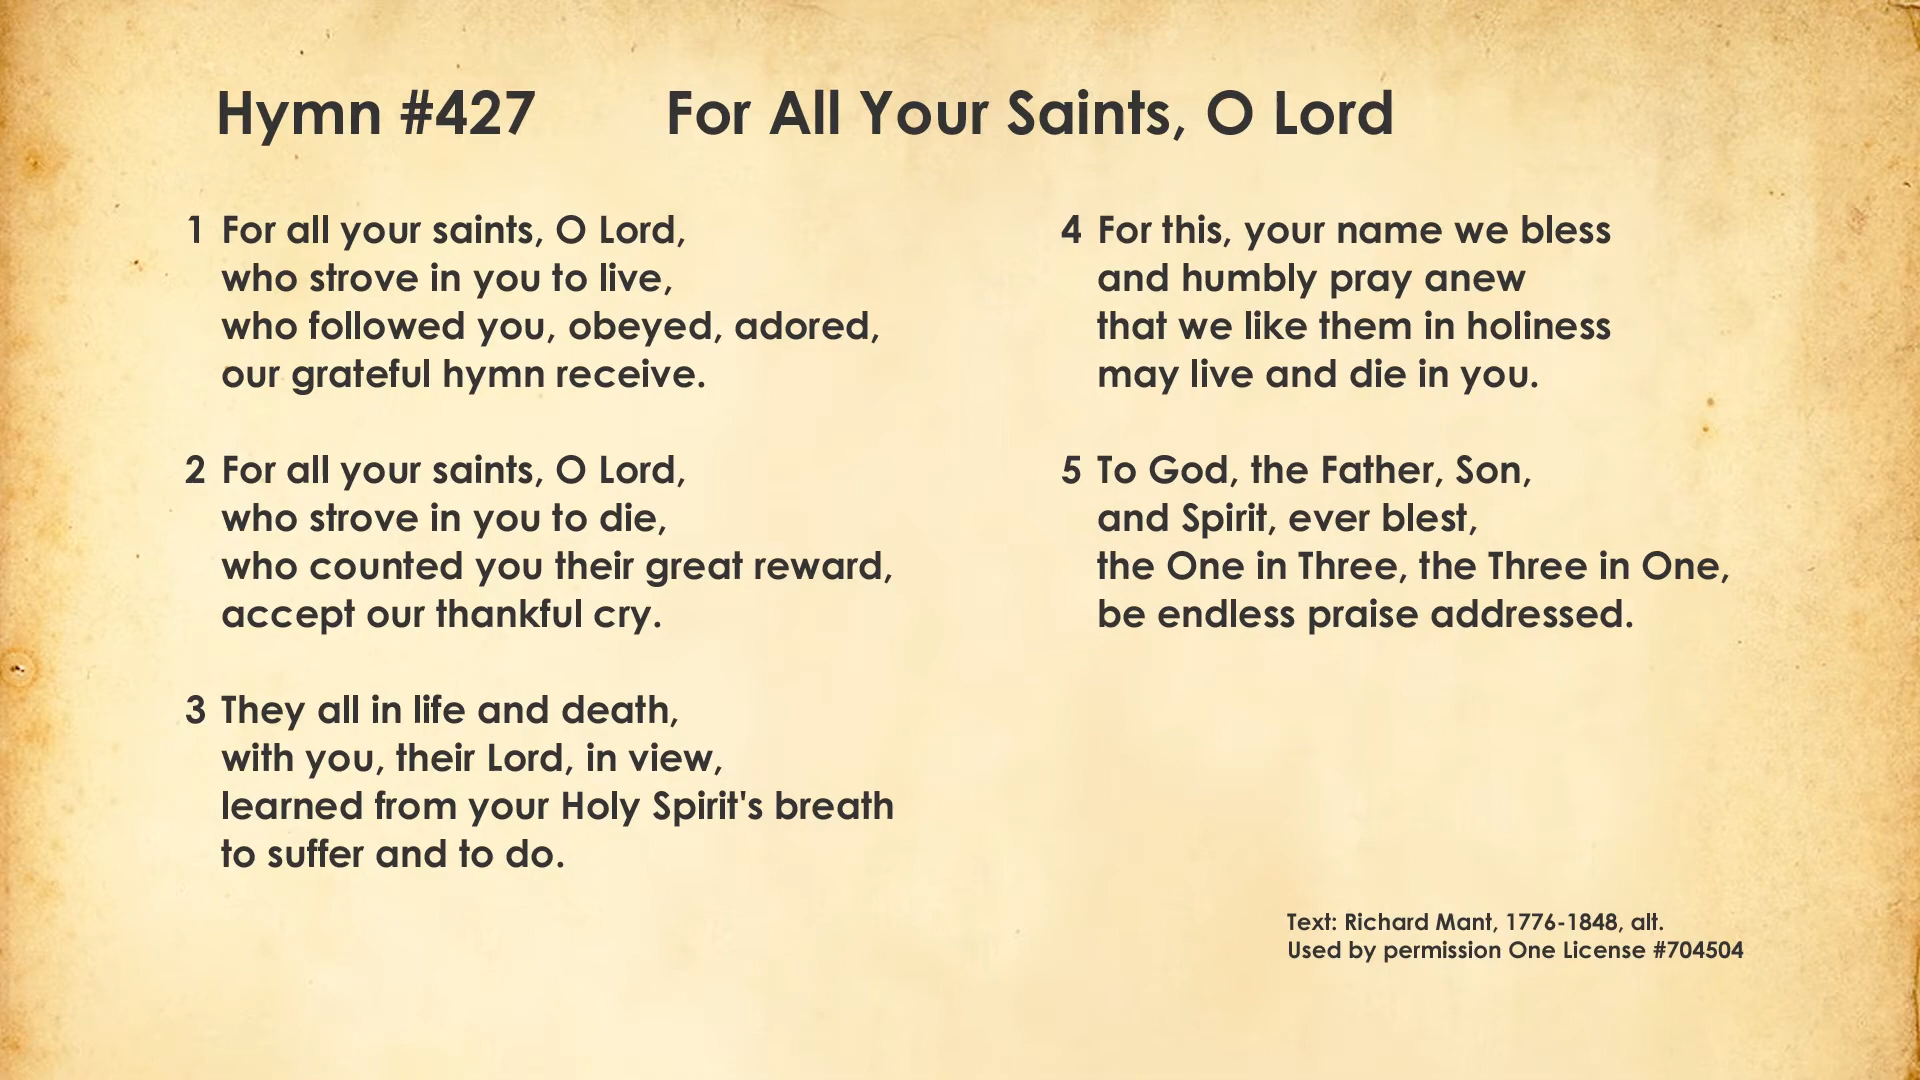 Hymn #427 For All Your Saints, O Lord
1 For all your saints, O Lord,
who strove in you to live,
who followed you, obeyed, adored,
our grateful hymn receive.
2 For all your saints, O Lord,
who strove in you to die,
who counted you their great reward,
accept our thankful cry.
3 They all in life and death,
with you, their Lord, in view,
learned from your Holy Spirit's breath
to suffer and to do.
4 For this, your name we bless
and humbly pray anew
that we like them in holiness
may live and die in you.
5 To God, the Father, Son,
and Spirit, ever blest,
the One in Three, the Three in One,
be endless praise addressed.
Text: Richard Mant, 1776-1848, alt.
Used by permission One License #704504